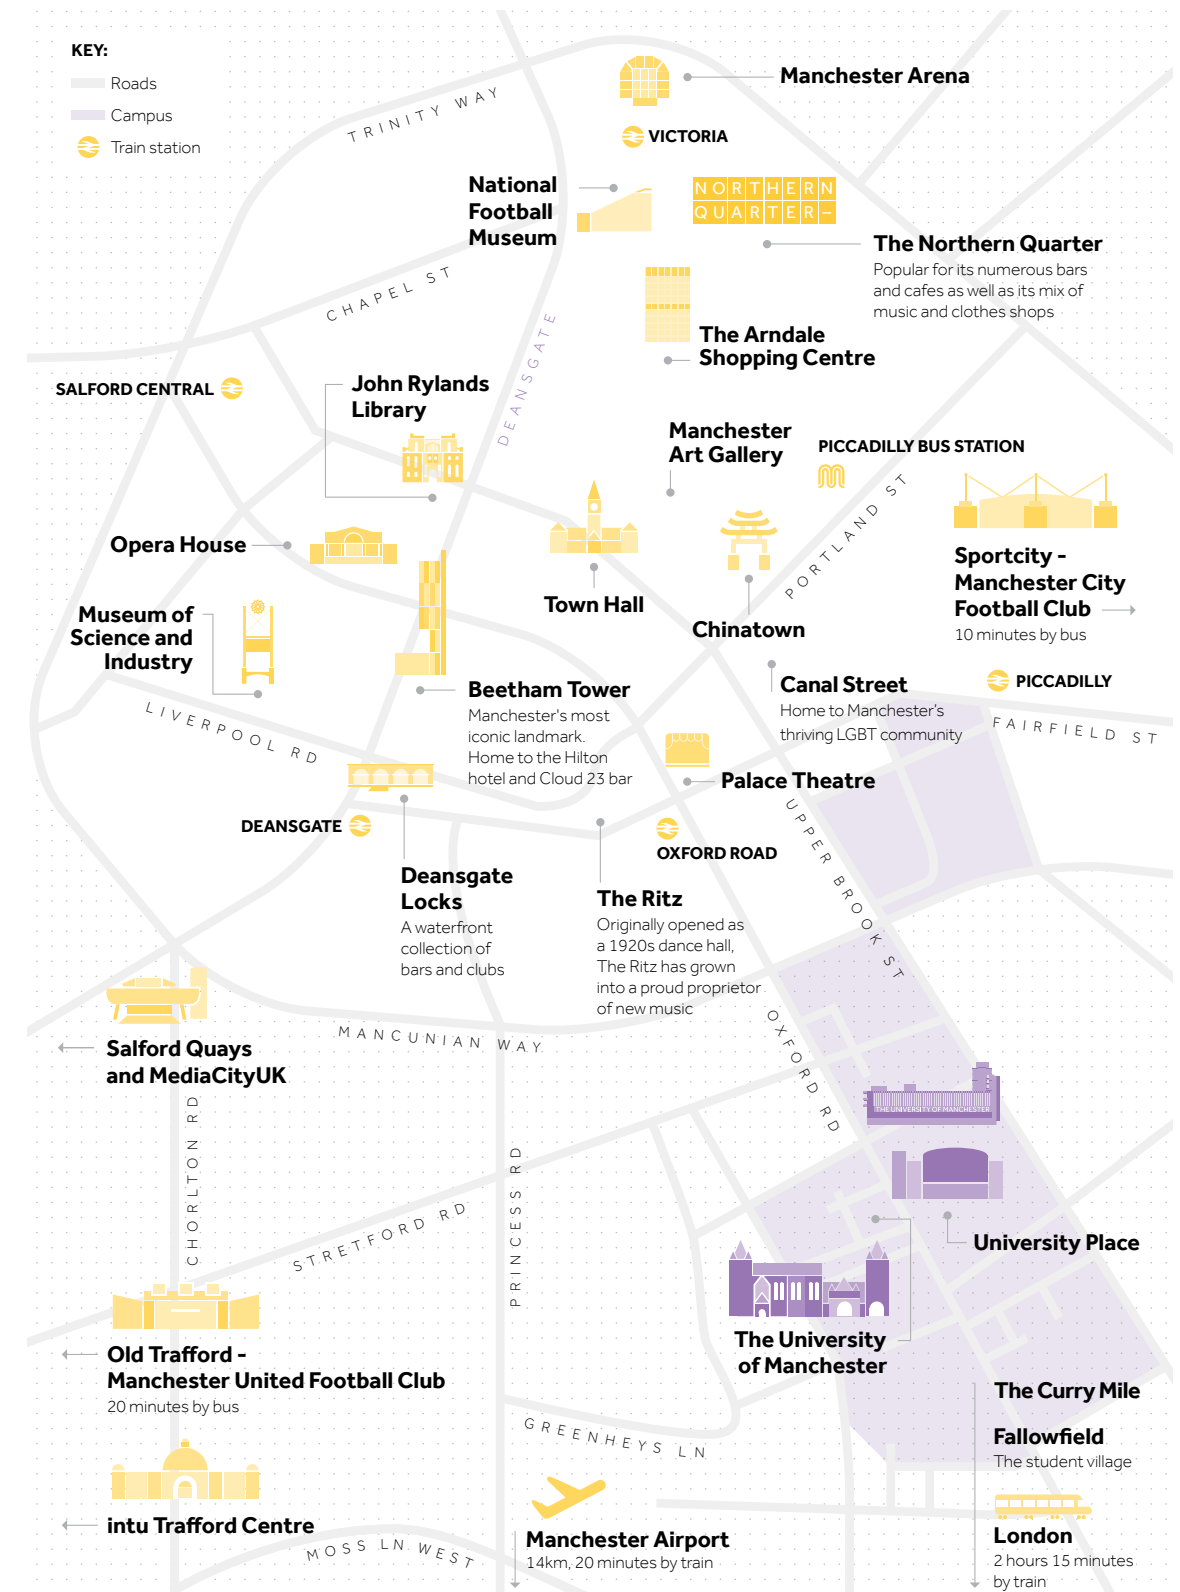 KEY:
Roads
Campus
Train station
TRINITY WAY
Manchester Arena
VICTORIA
National
Football
Museum
NORTHERN
QUARTER–
The Northern Quarter
Popular for its numerous bars
and cafes as well as its mix of
music and clothes shops
CHAPEL ST
DEANSGATE
The Arndale
Shopping Centre
SALFORD CENTRAL
John Rylands
Library
Manchester
Art Gallery
PICCADILLY BUS STATION
PORTLAND ST
Opera House
Sportcity -
Manchester City
Football Club
10 minutes by bus
Town Hall
Chinatown
Museum of
Science and
Industry
Beetham Tower
Manchester's most
iconic landmark.
Home to the Hilton
hotel and Cloud 23 bar
Canal Street
Home to Manchester's
thriving LGBT community
PICCADILLY
FAIRFIELD ST
LIVERPOOL RD
Palace Theatre
DEANSGATE
OXFORD ROAD
UPPER BROOK ST
Deansgate
Locks
A waterfront
collection of
bars and clubs
The Ritz
Originally opened as
a 1920s dance hall,
The Ritz has grown
into a proud proprietor
of new music
MANCUNIAN WAY
OXFORD RD
Salford Quays
and MediaCityUK
CHORLTON RD
THE UNIVERSITY OF MANCHESTER
PRINCESS RD
STRETFORD RD
University Place
The University
of Manchester
Old Trafford -
Manchester United Football Club
20 minutes by bus
The Curry Mile
Fallowfield
The student village
GREENHEYS LN
intu Trafford Centre
MOSS LN WEST
Manchester Airport
14km, 20 minutes by train
London
2 hours 15 minutes
by train